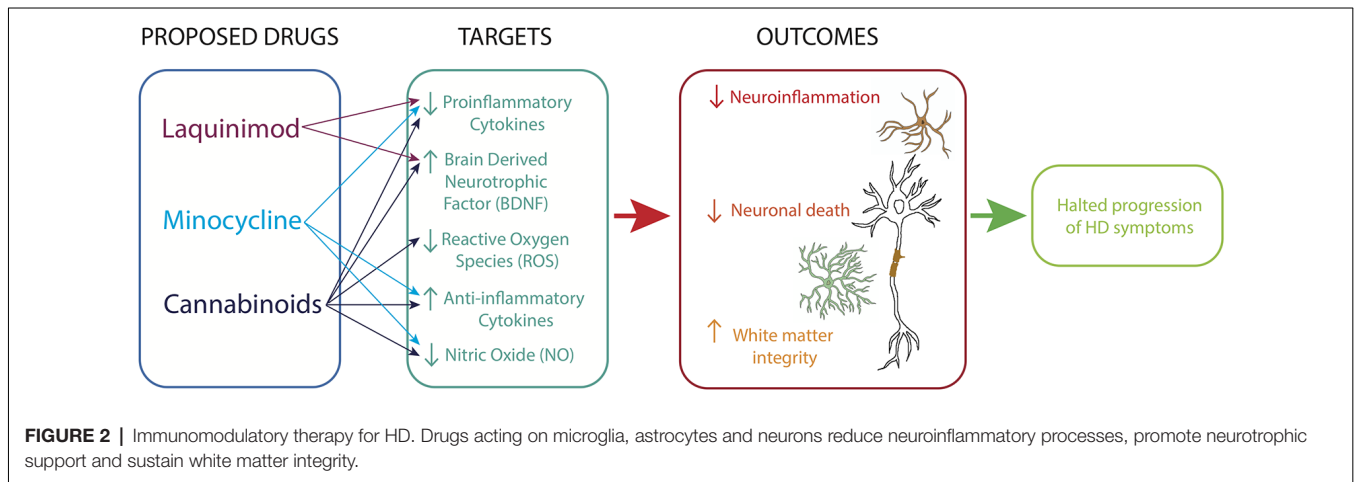 PROPOSED DRUGS
TARGETS
OUTCOMES
Laquinimod
Minocycline
Cannabinoids
↓ Proinflammatory
Cytokines
↑ Brain Derived
Neurotrophic
Factor (BDNF)
↓ Reactive Oxygen
Species (ROS)
↑ Anti-inflammatory
Cytokines
↓ Nitric Oxide (NO)
↓ Neuroinflammation
↓ Neuronal death
↑ White matter
integrity
Halted progression
of HD symptoms
FIGURE 2 | Immunomodulatory therapy for HD. Drugs acting on microglia, astrocytes and neurons reduce neuroinflammatory processes, promote neurotrophic
support and sustain white matter integrity.